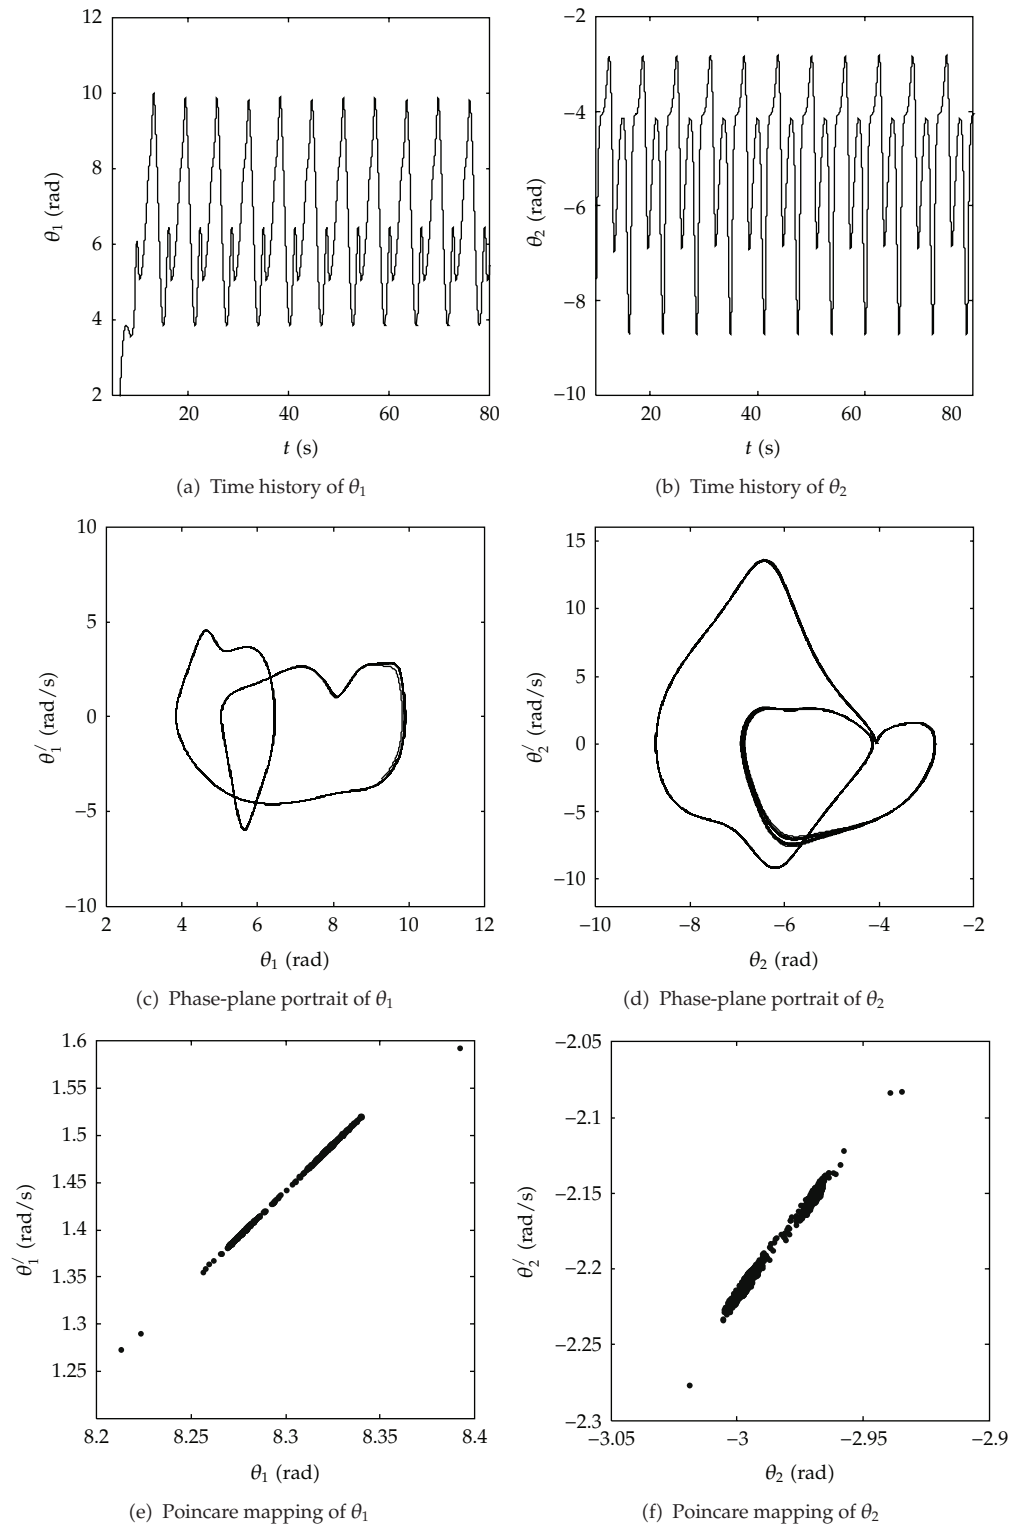 12
10
8
6
4
2
θ1 (rad)
20 40 60 80
t (s)
(a) Time history of θ1
−2
−4
−6
−8
−10
θ2 (rad)
20 40 60 80
t (s)
(b) Time history of θ2
10
5
0
−5
−10
θ1′ (rad/s)
2 4 6 8 10 12
θ1 (rad)
(c) Phase-plane portrait of θ1
15
10
5
0
−5
−10
θ2′ (rad/s)
−10 −8 −6 −4 −2
θ2 (rad)
(d) Phase-plane portrait of θ2
1.6
1.55
1.5
1.45
1.4
1.35
1.3
1.25
θ1′ (rad/s)
8.2 8.25 8.3 8.35 8.4
θ1 (rad)
(e) Poincare mapping of θ1
−2.05
−2.1
−2.15
−2.2
−2.25
−2.3
θ2′ (rad/s)
−3.05 −3 −2.95 −2.9
θ2 (rad)
(f) Poincare mapping of θ2